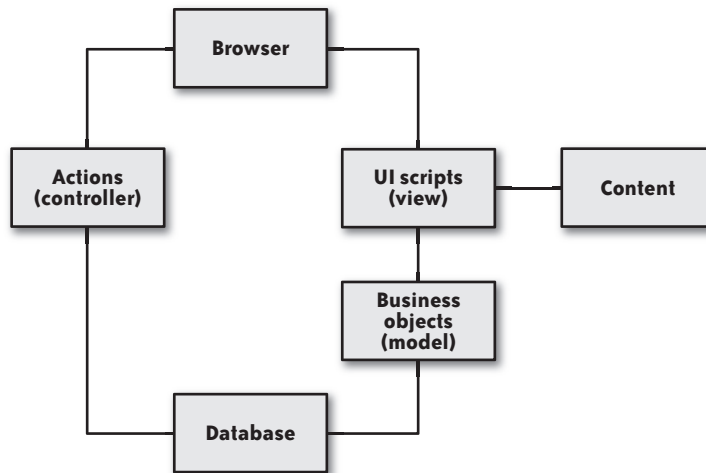 Browser
Actions
(controller)
UI scripts
(view)
Content
Business
objects
(model)
Database